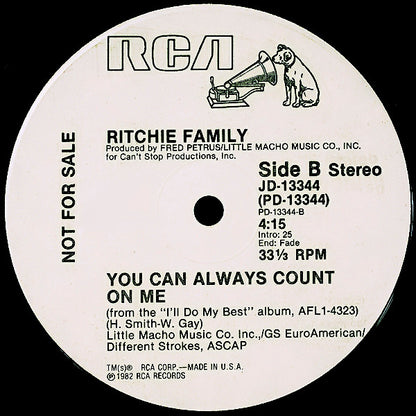 RCA
RITCHIE FAMILY
Produced by FRED PETRUS/LITTLE MACHO MUSIC CO., INC.
for Can't Stop Productions, Inc.
NOT FOR SALE
Side B Stereo
JD-13344
(PD-13344)
PD-13344-B
4:15
Intro: 25
End: Fade
33⅓ RPM
YOU CAN ALWAYS COUNT
ON ME
(from the "I'll Do My Best" album, AFL1-4323)
(H. Smith-W. Gay)
Little Macho Music Co. Inc.,/GS EuroAmerican/
Different Strokes, ASCAP
TM(s)® RCA CORP.—MADE IN U.S.A.
℗ 1982 RCA RECORDS